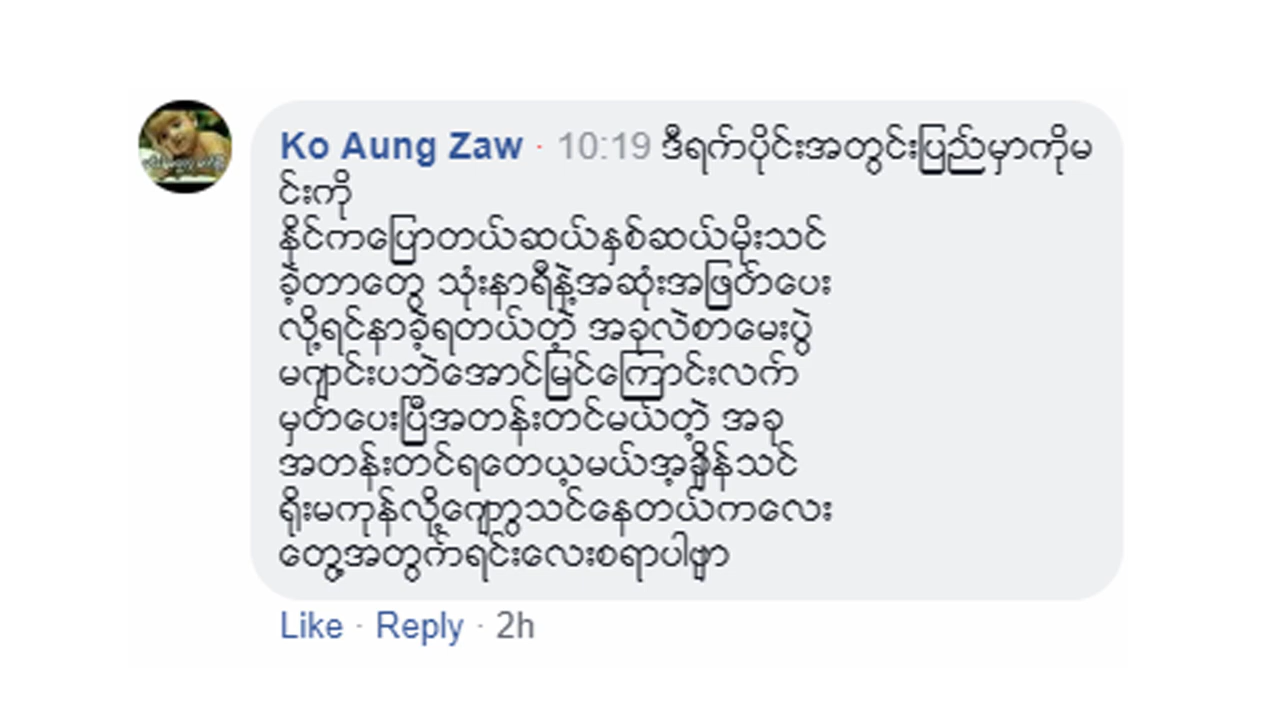 Ko Aung Zaw · 10:19 ဒီရက်ပိုင်းအတွင်းပြည်မှာကိုမ
င်းကို
နိုင်ကပြောတယ်ဆယ်နှစ်ဆယ်မိုးသင်
ခဲ့တာတွေ သုံးနာရီနဲ့အဆုံးအဖြတ်ပေး
လို့ရင်နာခဲ့ရတယ်တဲ့ အခုလဲစာမေးပွဲ
မဂျာင်းပဘဲအောင်မြင်ကြောင်းလက်
မှတ်ပေးပြီအတန်းတင်မယ်တဲ့ အခု
အတန်းတင်ရတေယ့မယ်အ့ချိန်သင်
ရိုးမကုန်လို့ဂျောွသင်နေတယ်ကလေး
တွေ့အတွက်ရင်းလေးစရာပါဗျာ
Like · Reply · 2h